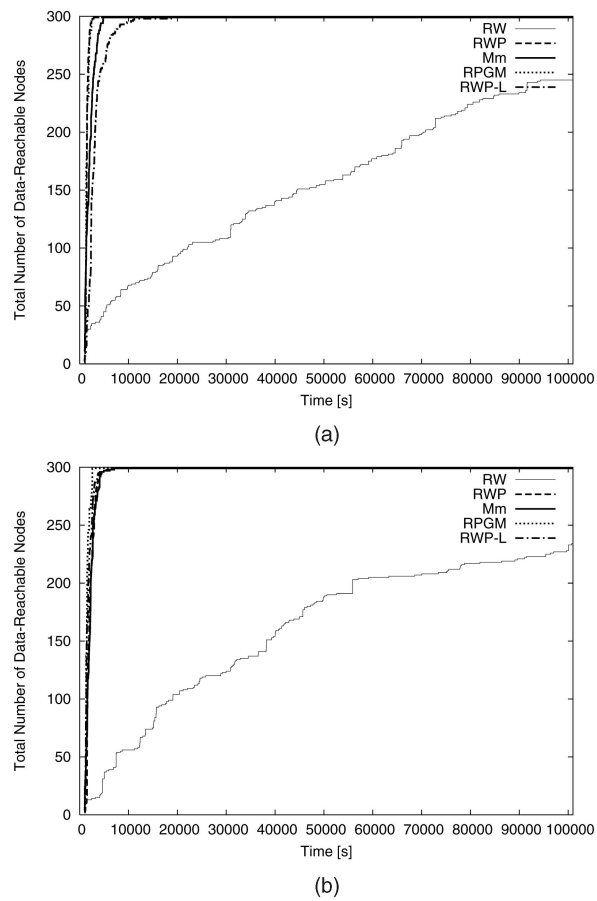 300
250
200
150
100
50
0
Total Number of Data-Reachable Nodes
RW
RWP
Mm
RPGM
RWP-L
0 10000 20000 30000 40000 50000 60000 70000 80000 90000 100000
Time [s]
(a)
300
250
200
150
100
50
0
Total Number of Data-Reachable Nodes
RW
RWP
Mm
RPGM
RWP-L
0 10000 20000 30000 40000 50000 60000 70000 80000 90000 100000
Time [s]
(b)